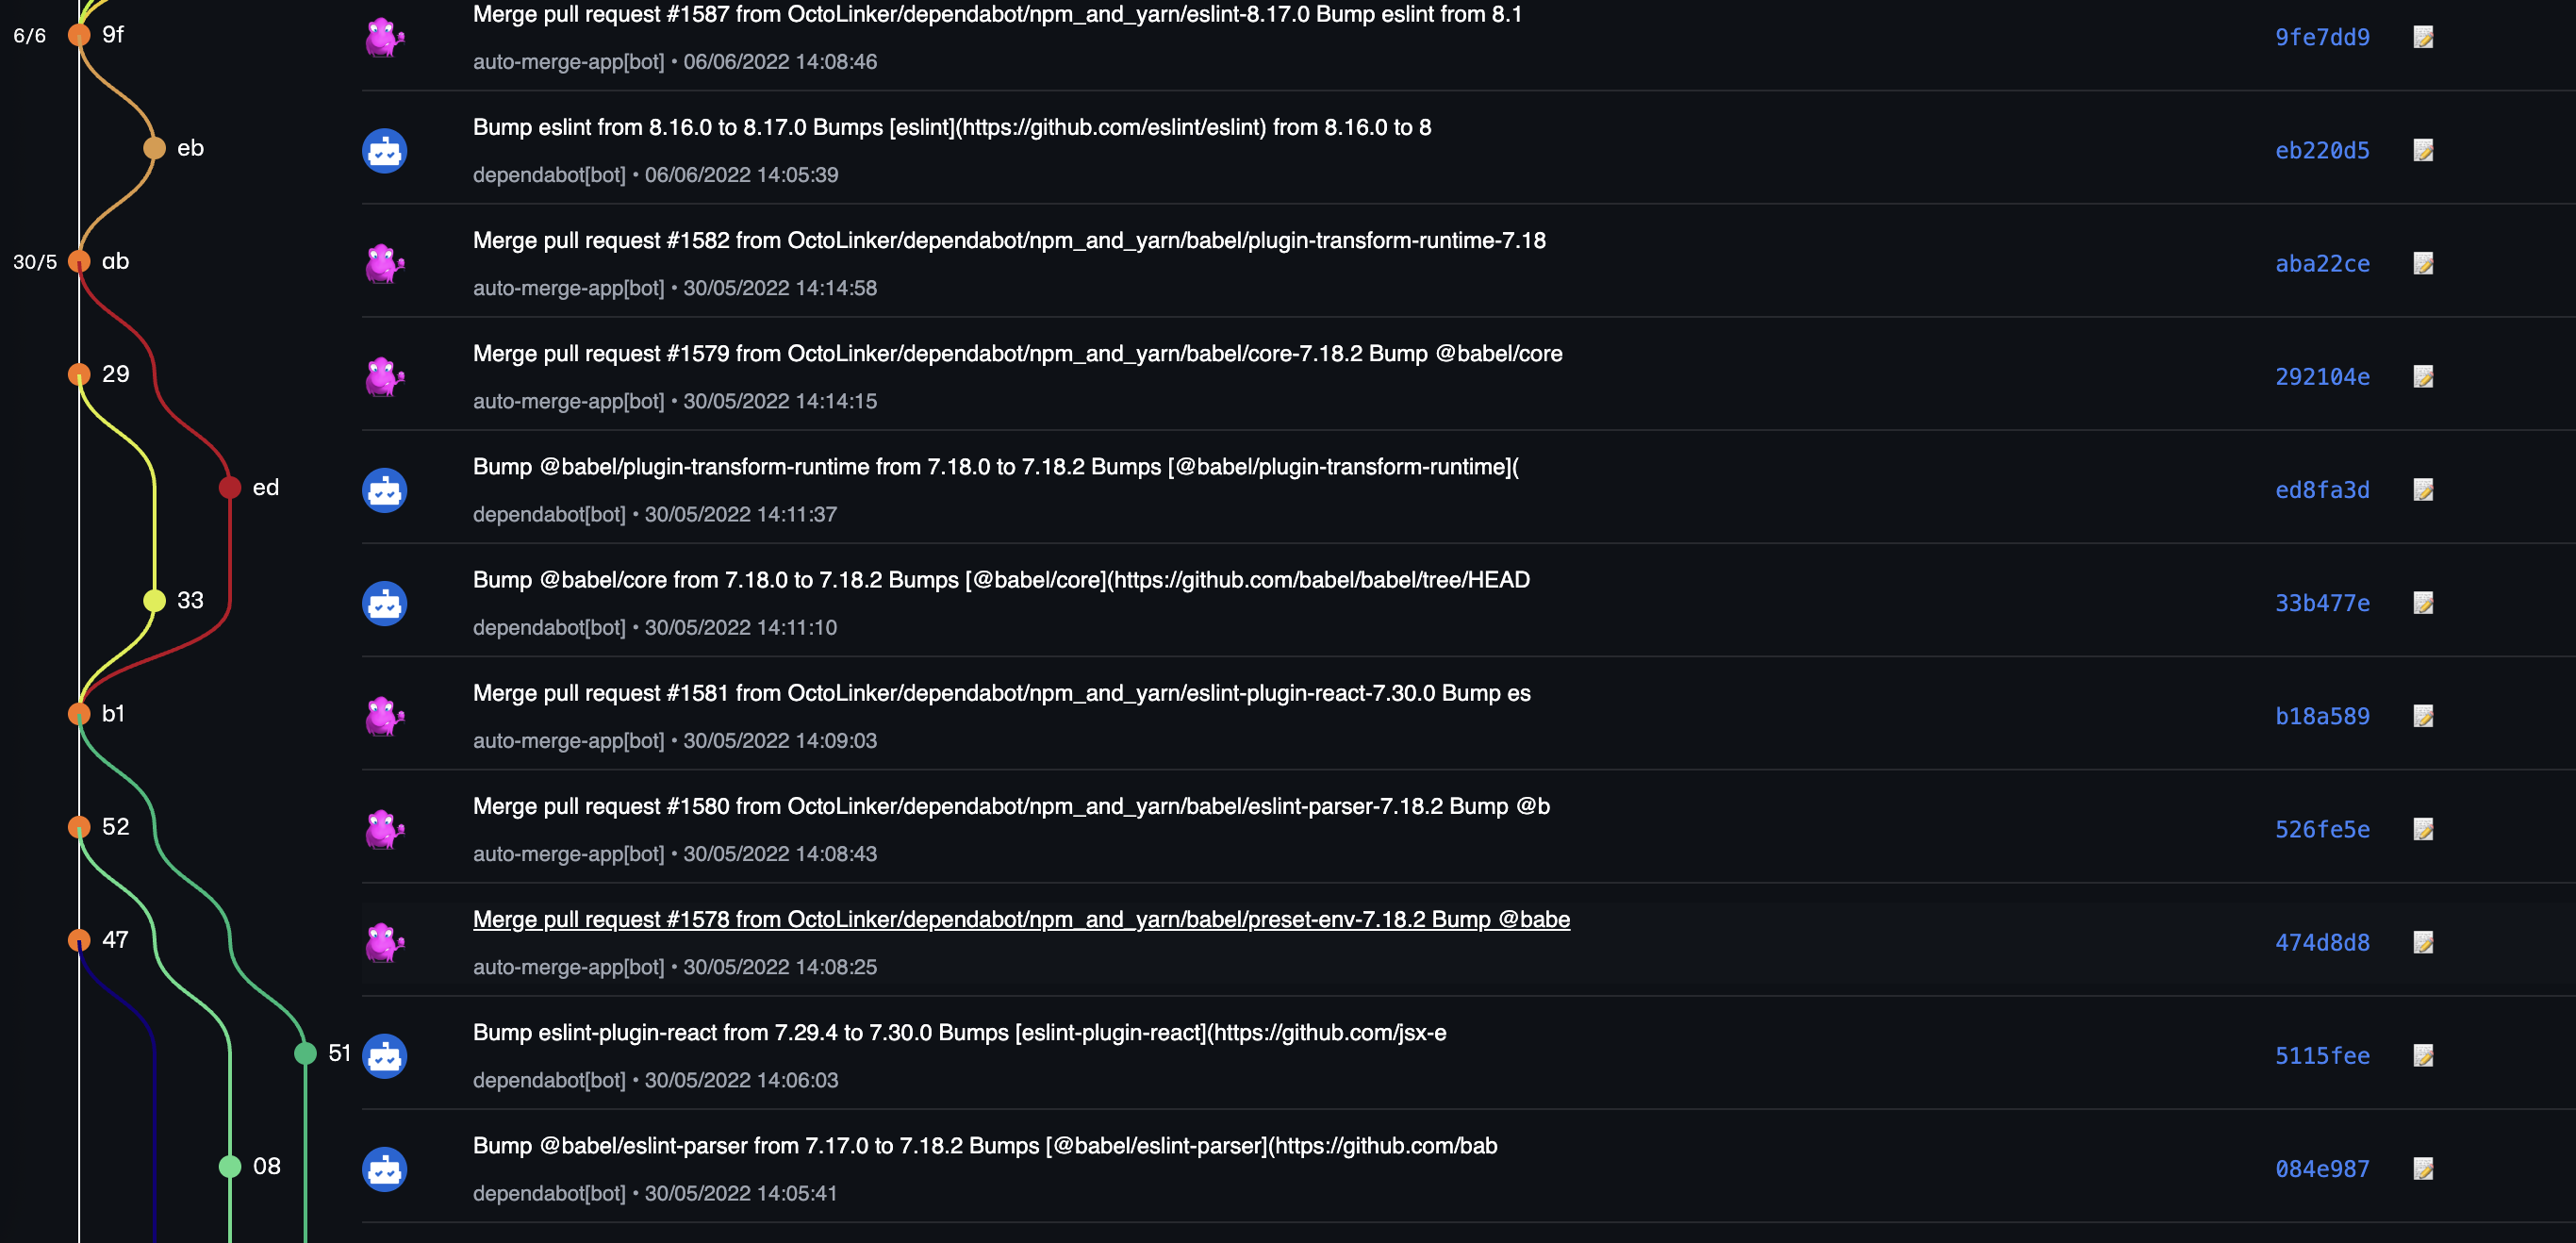 Merge pull request #1587 from OctoLinker/dependabot/npm_and_yarn/eslint-8.17.0 Bump eslint from 8.1
6/6 9f 9fe7dd9
auto-merge-app[bot] • 06/06/2022 14:08:46
Bump eslint from 8.16.0 to 8.17.0 Bumps [eslint](https://github.com/eslint/eslint) from 8.16.0 to 8
eb eb220d5
dependabot[bot] • 06/06/2022 14:05:39
Merge pull request #1582 from OctoLinker/dependabot/npm_and_yarn/babel/plugin-transform-runtime-7.18
30/5 ab aba22ce
auto-merge-app[bot] • 30/05/2022 14:14:58
Merge pull request #1579 from OctoLinker/dependabot/npm_and_yarn/babel/core-7.18.2 Bump @babel/core
29 292104e
auto-merge-app[bot] • 30/05/2022 14:14:15
Bump @babel/plugin-transform-runtime from 7.18.0 to 7.18.2 Bumps [@babel/plugin-transform-runtime](
ed ed8fa3d
dependabot[bot] • 30/05/2022 14:11:37
Bump @babel/core from 7.18.0 to 7.18.2 Bumps [@babel/core](https://github.com/babel/babel/tree/HEAD
33 33b477e
dependabot[bot] • 30/05/2022 14:11:10
Merge pull request #1581 from OctoLinker/dependabot/npm_and_yarn/eslint-plugin-react-7.30.0 Bump es
b1 b18a589
auto-merge-app[bot] • 30/05/2022 14:09:03
Merge pull request #1580 from OctoLinker/dependabot/npm_and_yarn/babel/eslint-parser-7.18.2 Bump @b
52 526fe5e
auto-merge-app[bot] • 30/05/2022 14:08:43
Merge pull request #1578 from OctoLinker/dependabot/npm_and_yarn/babel/preset-env-7.18.2 Bump @babe
47 474d8d8
auto-merge-app[bot] • 30/05/2022 14:08:25
Bump eslint-plugin-react from 7.29.4 to 7.30.0 Bumps [eslint-plugin-react](https://github.com/jsx-e
51 5115fee
dependabot[bot] • 30/05/2022 14:06:03
Bump @babel/eslint-parser from 7.17.0 to 7.18.2 Bumps [@babel/eslint-parser](https://github.com/bab
08 084e987
dependabot[bot] • 30/05/2022 14:05:41